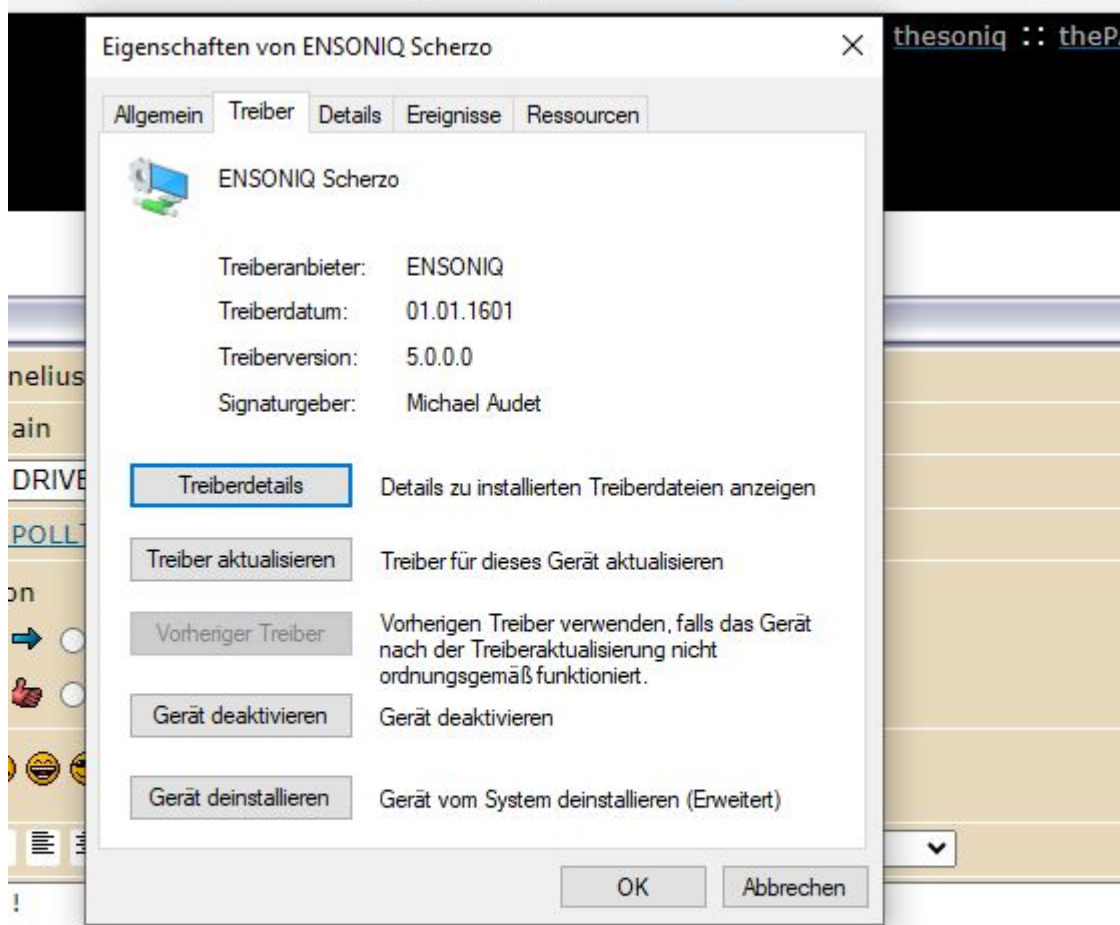 thesoniq :: theP
Eigenschaften von ENSONIQ Scherzo
Allgemein Treiber Details Ereignisse Ressourcen
ENSONIQ Scherzo
Treiberanbieter: ENSONIQ
Treiberdatum: 01.01.1601
Treiberversion: 5.0.0.0
Signaturgeber: Michael Audet
nelius
ain
DRIVE
POLL
on
Treiberdetails Details zu installierten Treiberdateien anzeigen
Treiber aktualisieren Treiber für dieses Gerät aktualisieren
Vorheriger Treiber Vorherigen Treiber verwenden, falls das Gerät
nach der Treiberaktualisierung nicht
ordnungsgemäß funktioniert.
Gerät deaktivieren Gerät deaktivieren
Gerät deinstallieren Gerät vom System deinstallieren (Erweitert)
OK Abbrechen
!